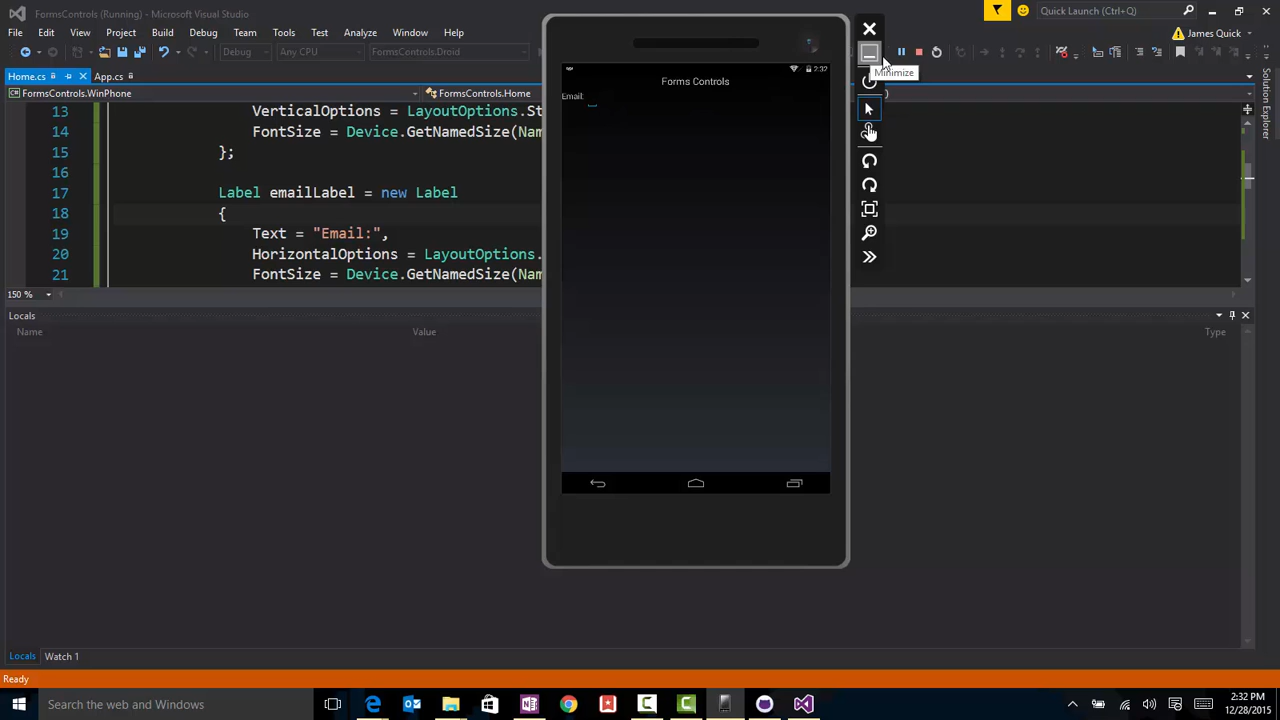 FormsControls (Running) - Microsoft Visual Studio
Quick Launch (Ctrl+Q)
File Edit View Project Build Debug Team Tools Test Analyze Window Help
James Quick
Debug Any CPU FormsControls.Droid
Home.cs App.cs
Minimize
FormsControls.WinPhone FormsControls.Home
2:32
Forms Controls
Email:
13 VerticalOptions = LayoutOptions.St
14 FontSize = Device.GetNamedSize(Nam
15 };
16
17 Label emailLabel = new Label
18 {
19 Text = "Email:",
20 HorizontalOptions = LayoutOptions.
21 FontSize = Device.GetNamedSize(Nam
150 %
Solution Explorer
Locals
Name Value Type
Locals Watch 1
Ready
Search the web and Windows
2:32 PM
12/28/2015